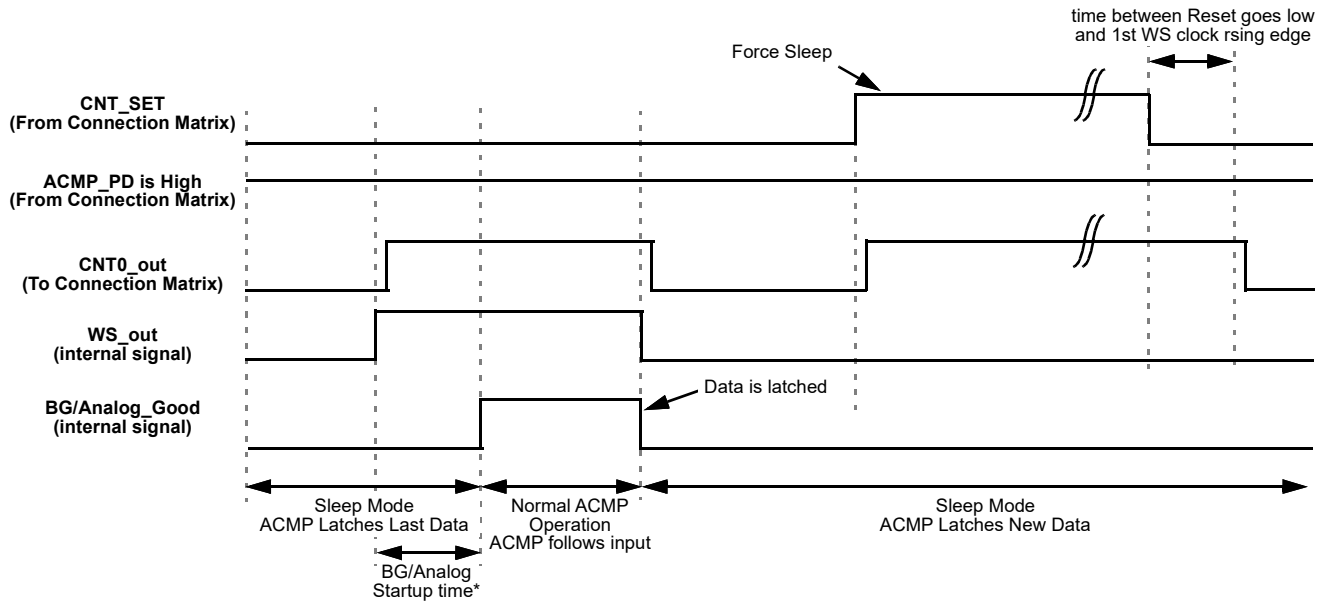 time between Reset goes low
and 1st WS clock rsing edge
Force Sleep
CNT_SET
(From Connection Matrix)
ACMP_PD is High
(From Connection Matrix)
CNT0_out
(To Connection Matrix)
WS_out
(internal signal)
Data is latched
BG/Analog_Good
(internal signal)
Sleep Mode
ACMP Latches Last Data
Normal ACMP
Operation
ACMP follows input
Sleep Mode
ACMP Latches New Data
BG/Analog
Startup time*